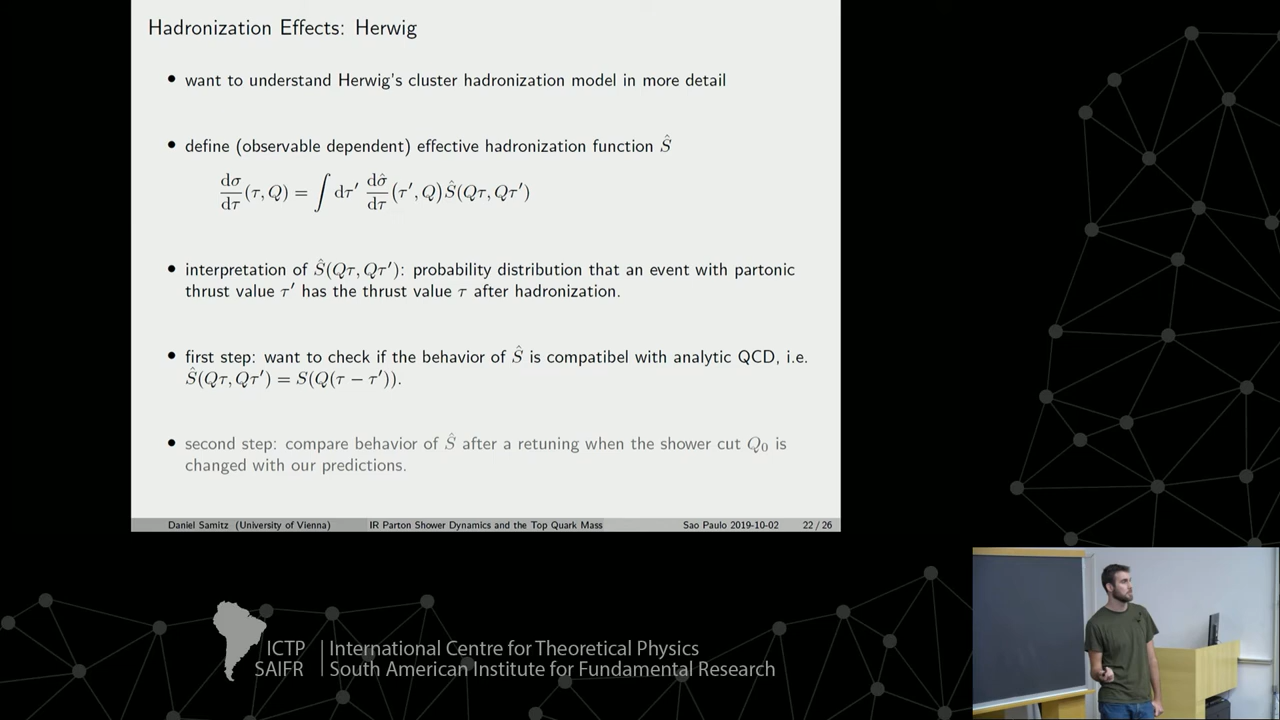 Hadronization Effects: Herwig
• want to understand Herwig's cluster hadronization model in more detail
• define (observable dependent) effective hadronization function Ŝ
dσ/dτ (τ, Q) = ∫ dτ′ dσ̂/dτ (τ′, Q)Ŝ(Qτ, Qτ′)
• interpretation of Ŝ(Qτ, Qτ′): probability distribution that an event with partonic
thrust value τ′ has the thrust value τ after hadronization.
• first step: want to check if the behavior of Ŝ is compatibel with analytic QCD, i.e.
Ŝ(Qτ, Qτ′) = S(Q(τ − τ′)).
• second step: compare behavior of Ŝ after a retuning when the shower cut Q₀ is
changed with our predictions.
Daniel Samitz (University of Vienna) IR Parton Shower Dynamics and the Top Quark Mass Sao Paulo 2019-10-02 22 / 26
ICTP | International Centre for Theoretical Physics
SAIFR | South American Institute for Fundamental Research